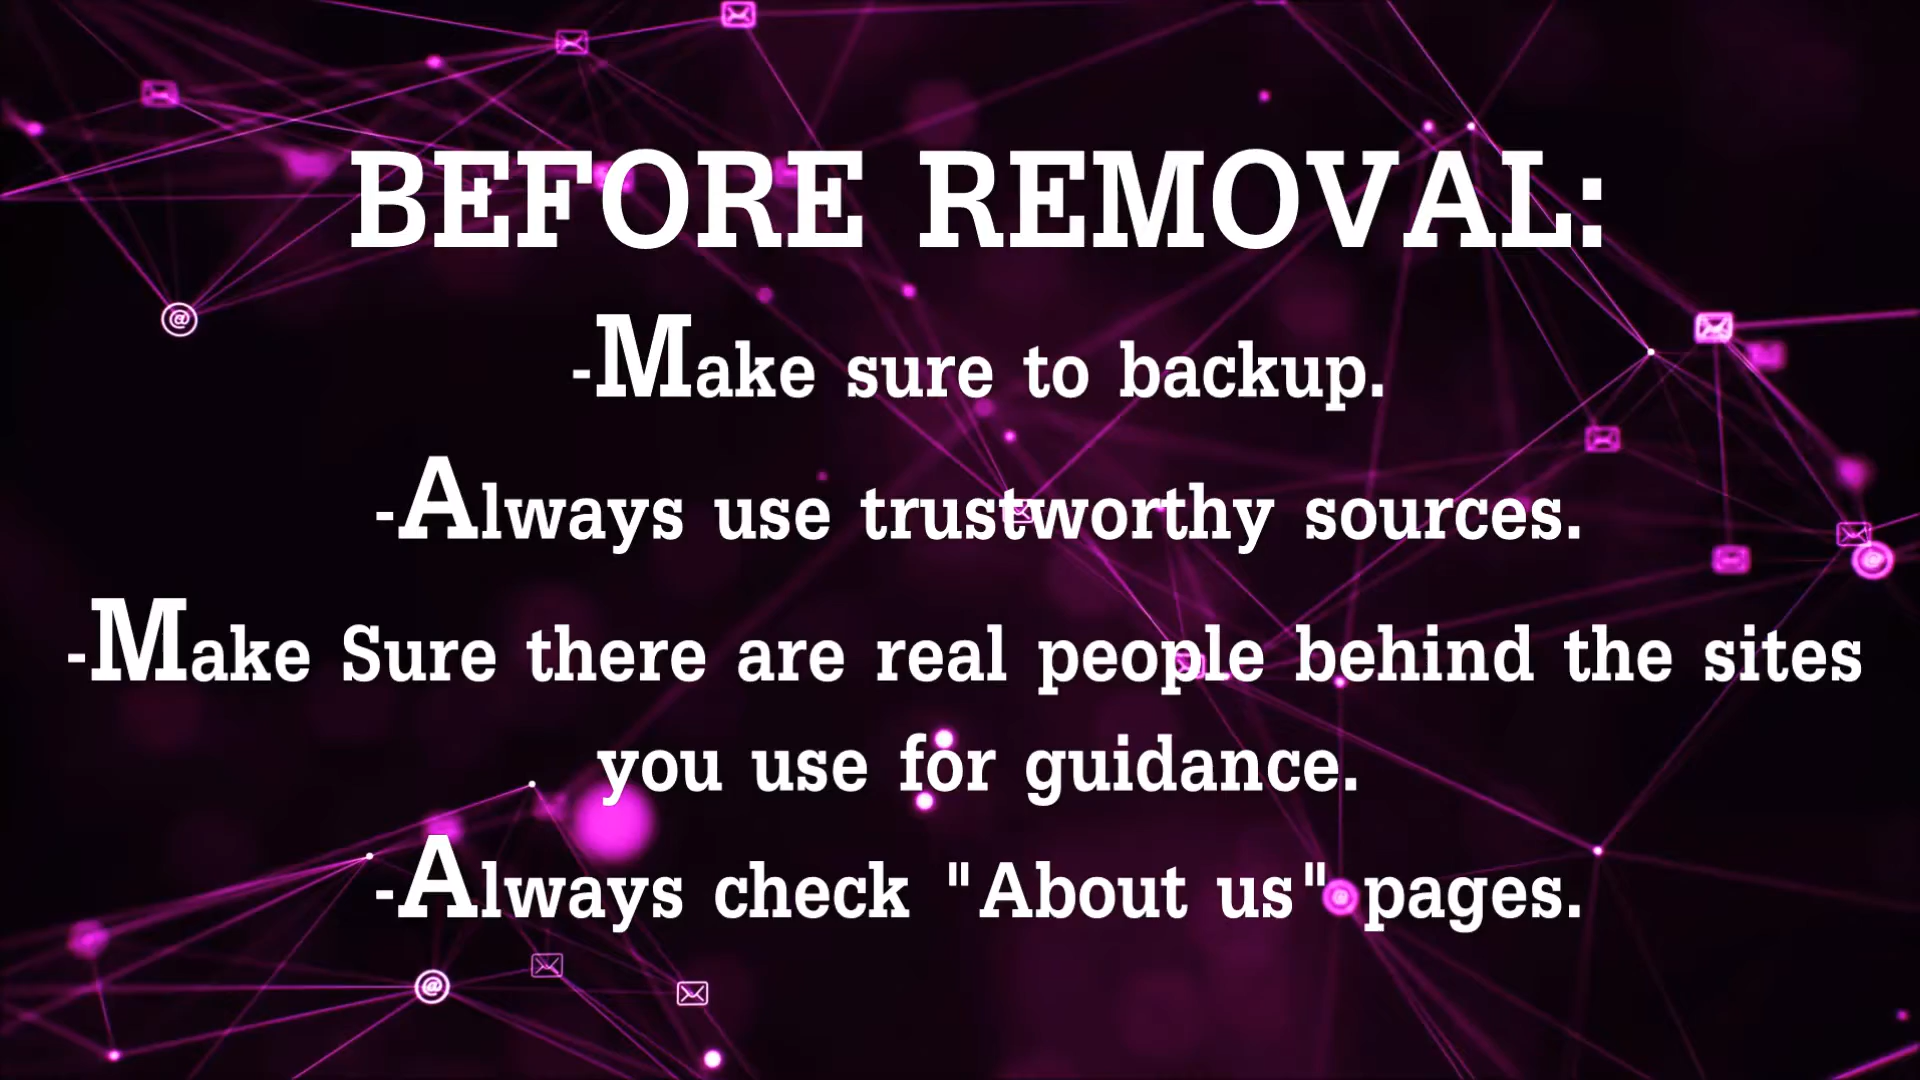 BEFORE REMOVAL:
-Make sure to backup.
-Always use trustworthy sources.
-Make Sure there are real people behind the sites
you use for guidance.
-Always check "About us" pages.